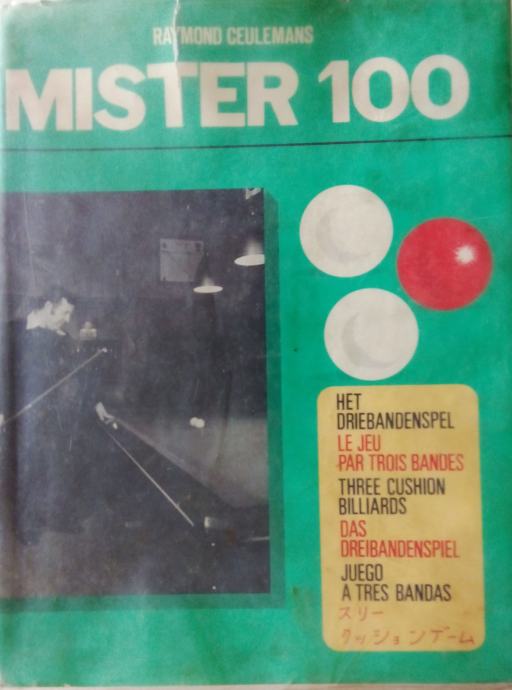 RAYMOND CEULEMANS
MISTER 100
HET
DRIEBANDENSPEL
LE JEU
PAR TROIS BANDES
THREE CUSHION
BILLIARDS
DAS
DREIBANDENSPIEL
JUEGO
A TRES BANDAS
スリー
クッションゲーム